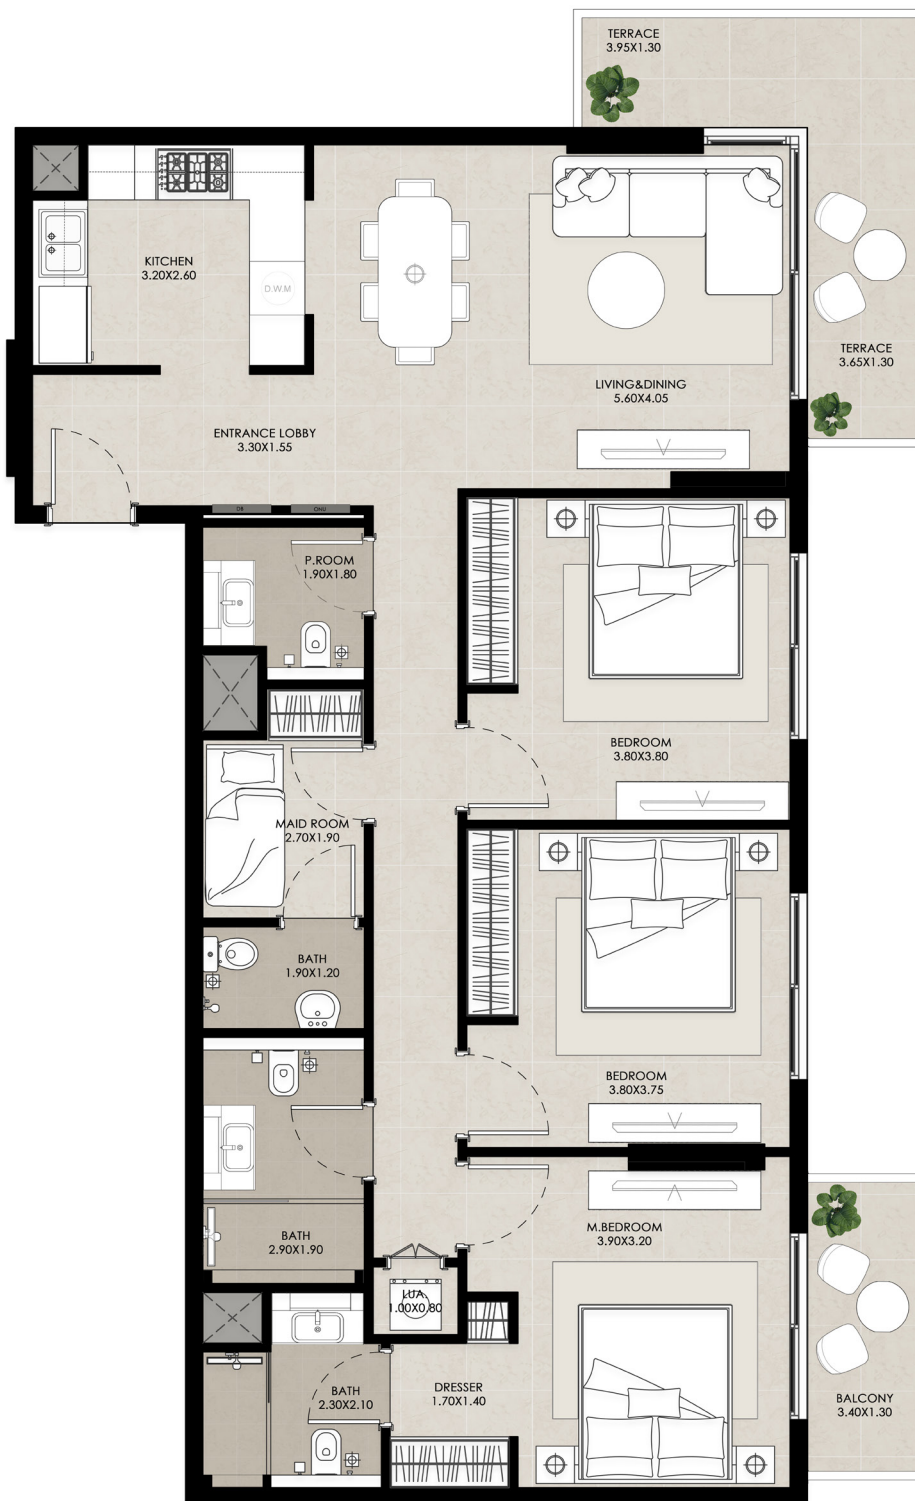 TERRACE
3.95X1.30
KITCHEN
3.20X2.60
D.W.M
TERRACE
3.65X1.30
LIVING&DINING
5.60X4.05
ENTRANCE LOBBY
3.30X1.55
DB
ONU
P.ROOM
1.90X1.80
BEDROOM
3.80X3.80
MAID ROOM
2.70X1.90
BATH
1.90X1.20
BEDROOM
3.80X3.75
BATH
2.90X1.90
M.BEDROOM
3.90X3.20
LUA.
1.00X0.80
BATH
2.30X2.10
DRESSER
1.70X1.40
BALCONY
3.40X1.30